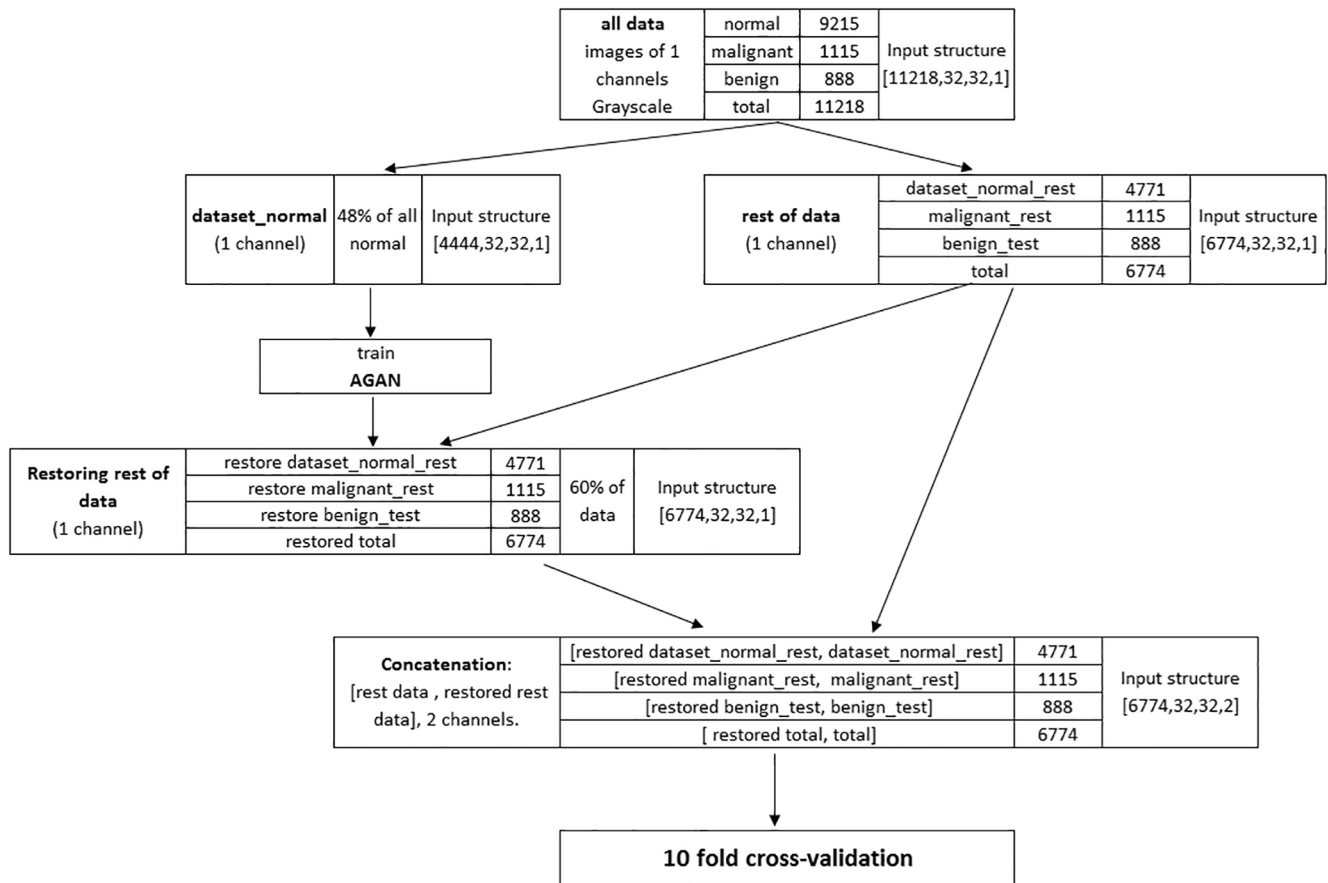 all data
images of 1
channels
Grayscale
normal 9215
malignant 1115
benign 888
total 11218
Input structure
[11218,32,32,1]
dataset_normal
(1 channel)
48% of all
normal
Input structure
[4444,32,32,1]
rest of data
(1 channel)
dataset_normal_rest 4771
malignant_rest 1115
benign_test 888
total 6774
Input structure
[6774,32,32,1]
train
AGAN
Restoring rest of
data
(1 channel)
restore dataset_normal_rest 4771
restore malignant_rest 1115
restore benign_test 888
restored total 6774
60% of
data
Input structure
[6774,32,32,1]
Concatenation:
[rest data , restored rest
data], 2 channels.
[restored dataset_normal_rest, dataset_normal_rest] 4771
[restored malignant_rest, malignant_rest] 1115
[restored benign_test, benign_test] 888
[ restored total, total] 6774
Input structure
[6774,32,32,2]
10 fold cross-validation